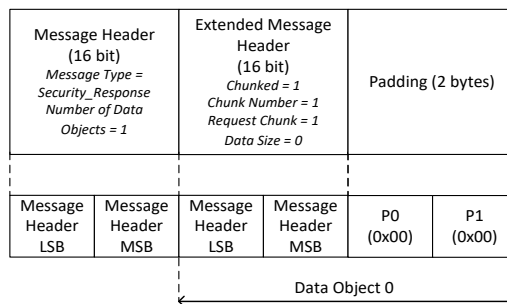 Message Header
(16 bit)
Message Type =
Security_Response
Number of Data
Objects = 1
Extended Message
Header
(16 bit)
Chunked = 1
Chunk Number = 1
Request Chunk = 1
Data Size = 0
Padding (2 bytes)
Message
Header
LSB
Message
Header
MSB
Message
Header
LSB
Message
Header
MSB
P0
(0x00)
P1
(0x00)
Data Object 0